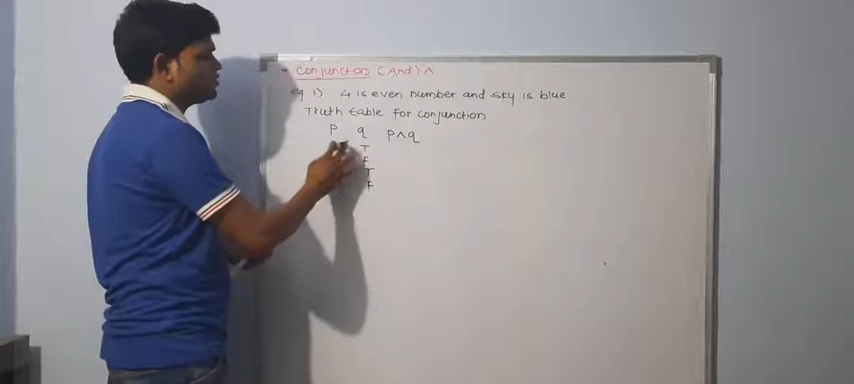 Conjunction (And) ∧
eg 1) 4 is even number and sky is blue
Truth table for conjunction
P q P∧q
T
F
T
F